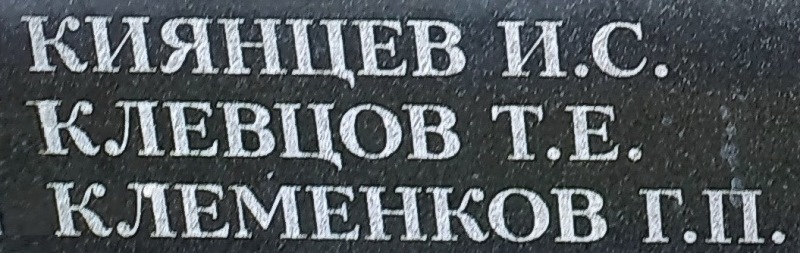 КИЯНЦЕВ И.С.
КЛЕВЦОВ Т.Е.
КЛЕМЕНКОВ Г.П.